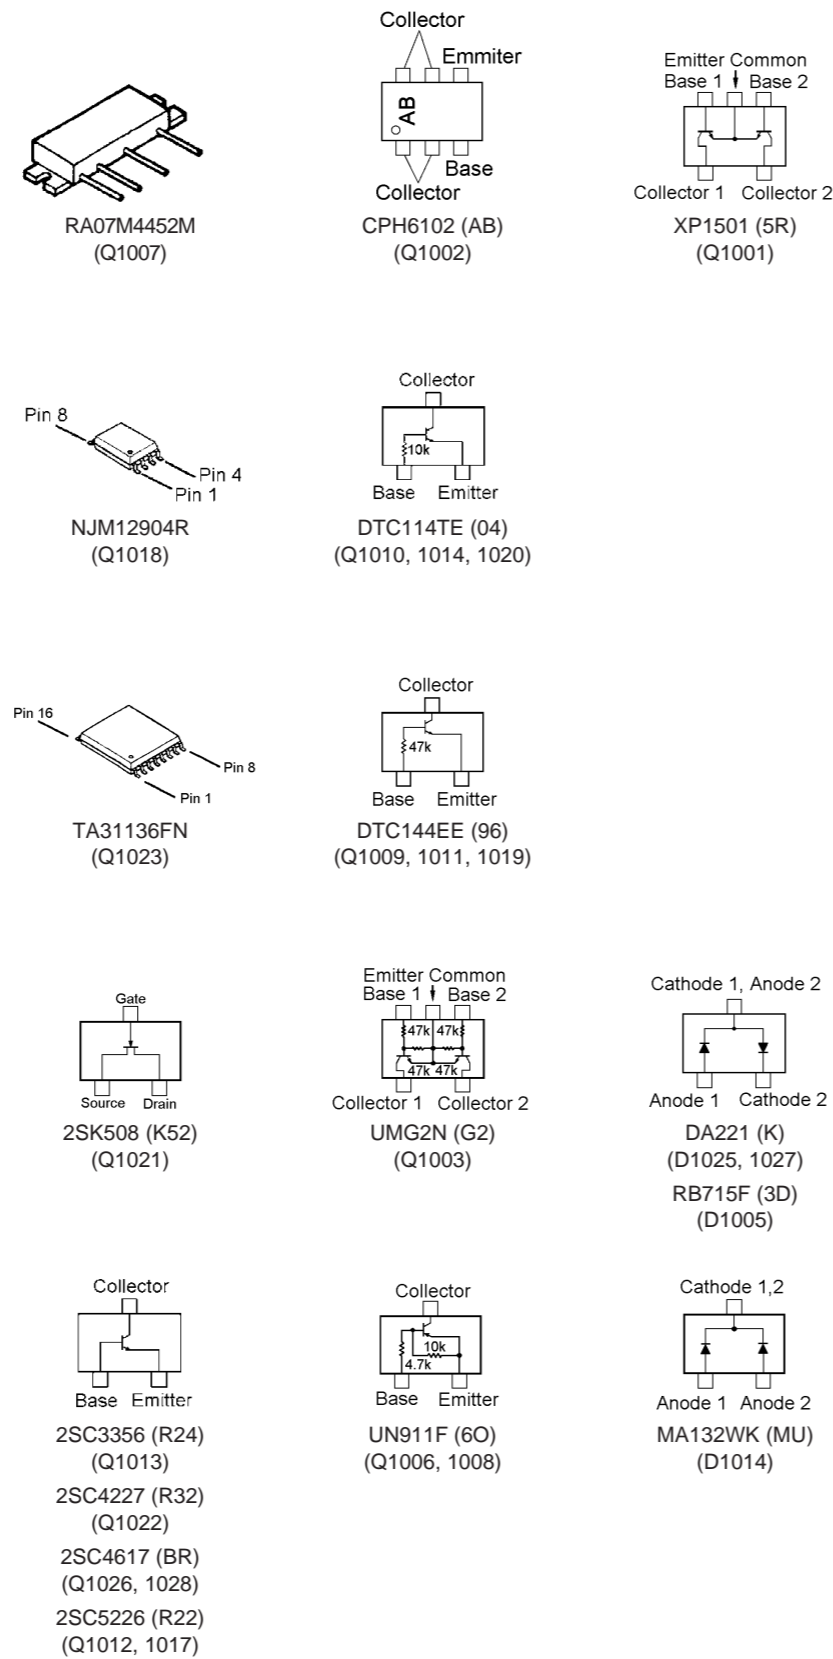 Collector
Emmiter
AB
Base
Collector
Emitter Common
Base 1 Base 2
Collector 1 Collector 2
RA07M4452M
(Q1007)
CPH6102 (AB)
(Q1002)
XP1501 (5R)
(Q1001)
Pin 8
Pin 4
Pin 1
NJM12904R
(Q1018)
Collector
10k
Base Emitter
DTC114TE (04)
(Q1010, 1014, 1020)
Pin 16
Pin 8
Pin 1
TA31136FN
(Q1023)
Collector
47k
Base Emitter
DTC144EE (96)
(Q1009, 1011, 1019)
Gate
Source Drain
2SK508 (K52)
(Q1021)
Emitter Common
Base 1 Base 2
47k 47k
47k 47k
Collector 1 Collector 2
UMG2N (G2)
(Q1003)
Cathode 1, Anode 2
Anode 1 Cathode 2
DA221 (K)
(D1025, 1027)
RB715F (3D)
(D1005)
Collector
Base Emitter
2SC3356 (R24)
(Q1013)
2SC4227 (R32)
(Q1022)
2SC4617 (BR)
(Q1026, 1028)
2SC5226 (R22)
(Q1012, 1017)
Collector
10k
4.7k
Base Emitter
UN911F (6O)
(Q1006, 1008)
Cathode 1,2
Anode 1 Anode 2
MA132WK (MU)
(D1014)